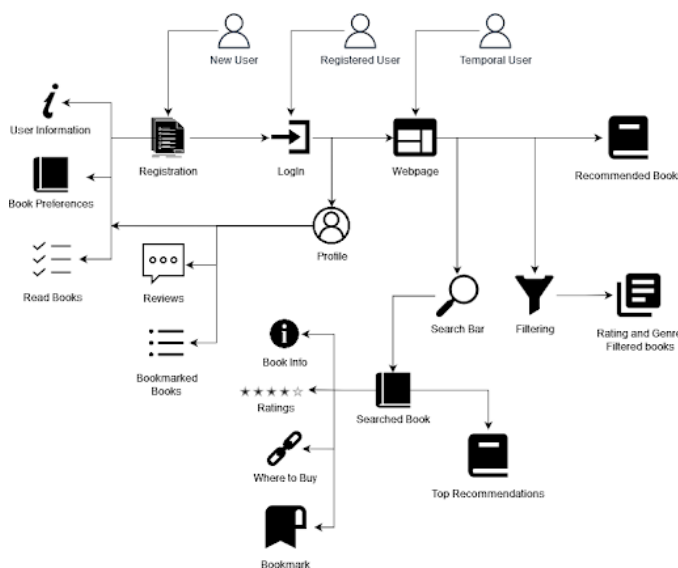 New User
Registered User
Temporal User
User Information
Registration
LogIn
Webpage
Recommended Book
Book Preferences
Profile
Read Books
Reviews
Search Bar
Filtering
Rating and Genre
Filtered books
Book Info
Bookmarked
Books
Ratings
Searched Book
Where to Buy
Top Recommendations
Bookmark